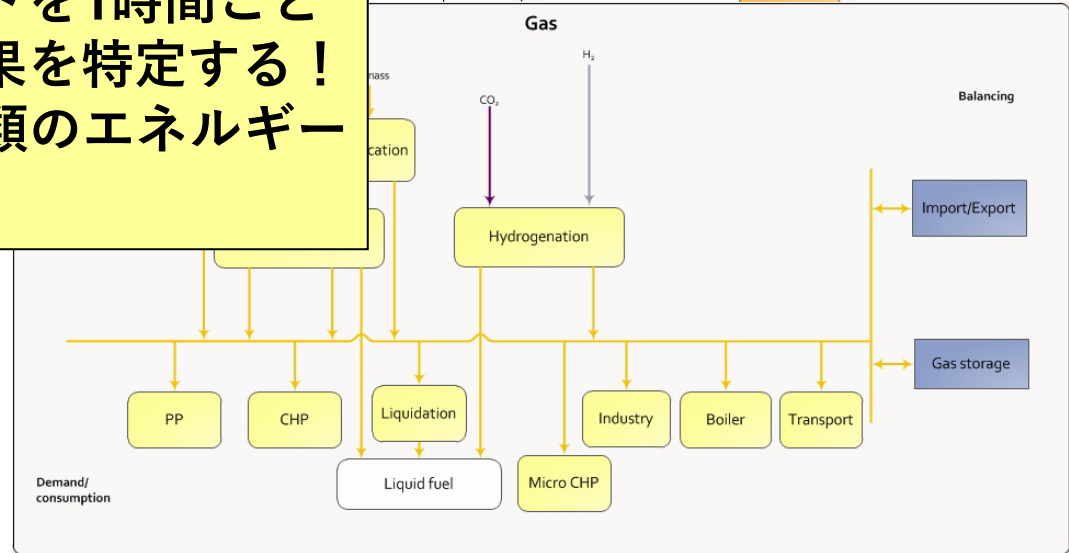 トを1時間ごと
果を特定する！
類のエネルギー
Gas
H₂
CO₂
Balancing
Import/Export
Hydrogenation
Gas storage
PP
CHP
Liquidation
Industry
Boiler
Transport
Liquid fuel
Micro CHP
Demand/
consumption